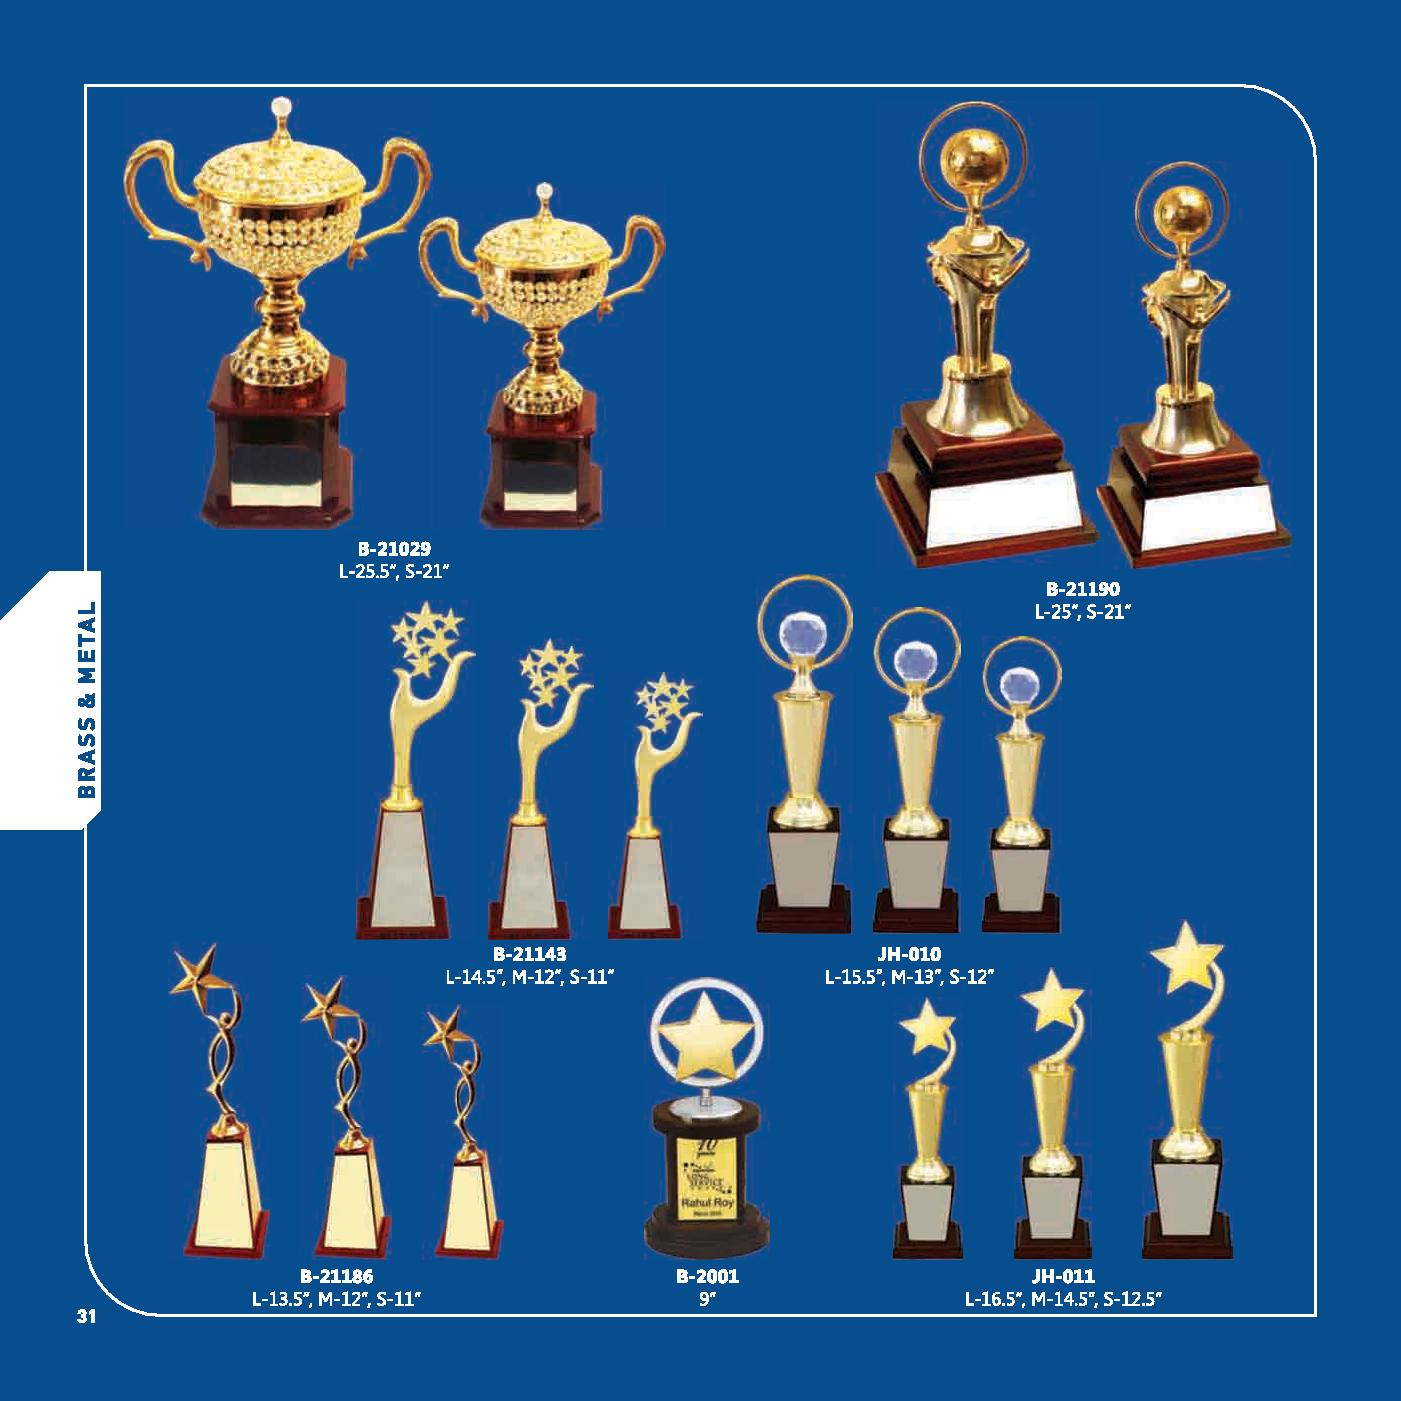 B-21029
L-25.5", S-21"
B-21190
L-25", S-21"
BRASS & METAL
B-21143
L-14.5", M-12", S-11"
JH-010
L-15.5", M-13", S-12"
10
years
Rahul Roy
B-21186
L-13.5", M-12", S-11"
B-2001
9"
JH-011
L-16.5", M-14.5", S-12.5"
31